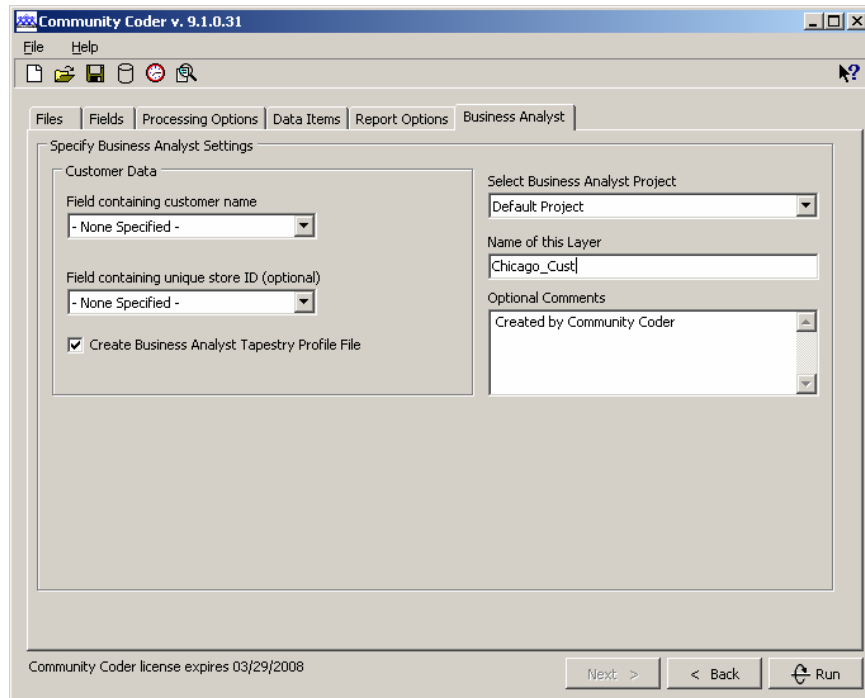 Community Coder v. 9.1.0.31
File Help
Files Fields Processing Options Data Items Report Options Business Analyst
Specify Business Analyst Settings
Customer Data
Field containing customer name
- None Specified -
Field containing unique store ID (optional)
- None Specified -
Create Business Analyst Tapestry Profile File
Select Business Analyst Project
Default Project
Name of this Layer
Chicago_Cust
Optional Comments
Created by Community Coder
Community Coder license expires 03/29/2008
Next > < Back Run